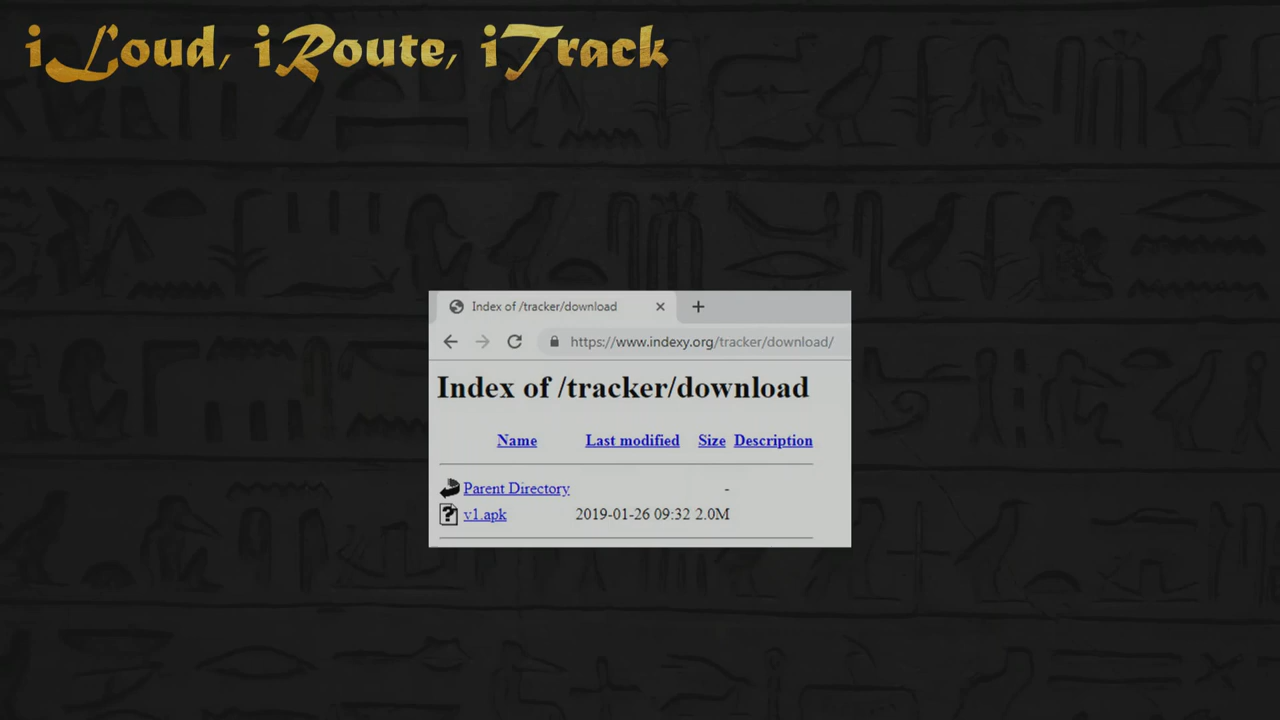 iLoud, iRoute, iTrack
Index of /tracker/download
https://www.indexy.org/tracker/download/
Index of /tracker/download
Name Last modified Size Description
Parent Directory -
v1.apk 2019-01-26 09:32 2.0M